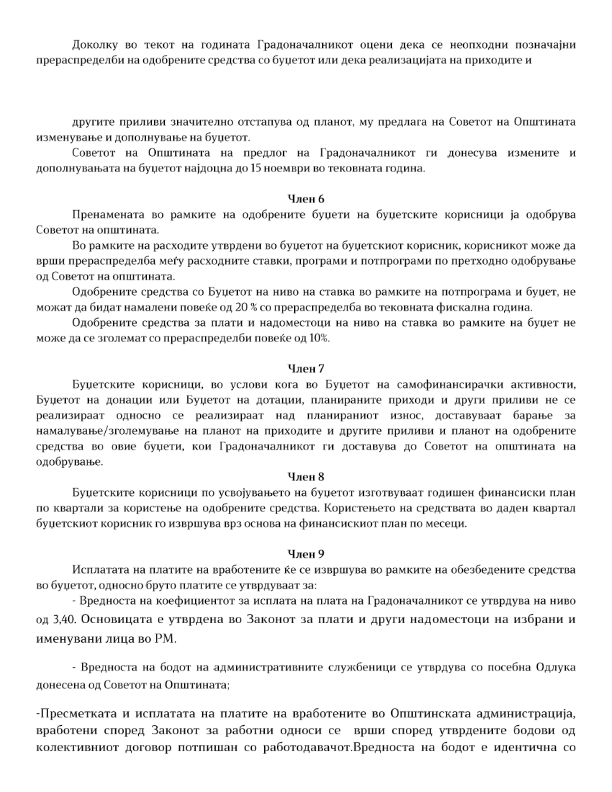 Доколку во текот на годината Градоначалникот оцени дека се неопходни позначајни
прераспределби на одобрените средства со буџетот или дека реализацијата на приходите и
другите приливи значително отстапува од планот, му предлага на Советот на Општината
изменување и дополнување на буџетот.
Советот на Општината на предлог на Градоначалникот ги донесува измените и
дополнувањата на буџетот најдоцна до 15 ноември во тековната година.
Член 6
Пренамената во рамките на одобрените буџети на буџетските корисници ја одобрува
Советот на општината.
Во рамките на расходите утврдени во буџетот на буџетскиот корисник, корисникот може да
врши прераспределба меѓу расходните ставки, програми и потпрограми по претходно одобрување
од Советот на општината.
Одобрените средства со Буџетот на ниво на ставка во рамките на потпрограма и буџет, не
можат да бидат намалени повеќе од 20 % со прераспределба во тековната фискална година.
Одобрените средства за плати и надоместоци на ниво на ставка во рамките на буџет не
може да се зголемат со прераспределби повеќе од 10%.
Член 7
Буџетските корисници, во услови кога во Буџетот на самофинансирачки активности,
Буџетот на донации или Буџетот на дотации, планираните приходи и други приливи не се
реализираат односно се реализираат над планираниот износ, доставуваат барање за
намалување/зголемување на планот на приходите и другите приливи и планот на одобрените
средства во овие буџети, кои Градоначалникот ги доставува до Советот на општината на
одобрување.
Член 8
Буџетските корисници по усвојувањето на буџетот изготвуваат годишен финансиски план
по квартали за користење на одобрените средства. Користењето на средствата во даден квартал
буџетскиот корисник го извршува врз основа на финансискиот план по месеци.
Член 9
Исплатата на платите на вработените ќе се извршува во рамките на обезбедените средства
во буџетот, односно бруто платите се утврдуваат за:
- Вредноста на коефициентот за исплата на плата на Градоначалникот се утврдува на ниво
од 3,40. Основицата е утврдена во Законот за плати и други надоместоци на избрани и
именувани лица во РМ.
- Вредноста на бодот на административните службеници се утврдува со посебна Одлука
донесена од Советот на Општината;
-Пресметката и исплатата на платите на вработените во Општинската администрација,
вработени според Законот за работни односи се врши според утврдените бодови од
колективниот договор потпишан со работодавачот.Вредноста на бодот е идентична со